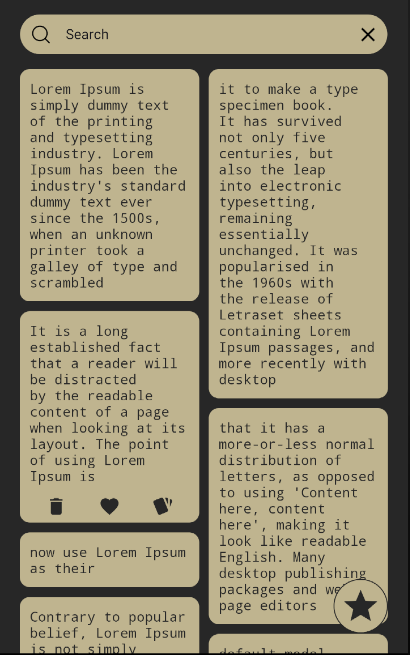 Search
Lorem Ipsum is
simply dummy text
of the printing
and typesetting
industry. Lorem
Ipsum has been the
industry's standard
dummy text ever
since the 1500s,
when an unknown
printer took a
galley of type and
scrambled
It is a long
established fact
that a reader will
be distracted
by the readable
content of a page
when looking at its
layout. The point
of using Lorem
Ipsum is
now use Lorem Ipsum
as their
Contrary to popular
belief, Lorem Ipsum
is not simply
it to make a type
specimen book.
It has survived
not only five
centuries, but
also the leap
into electronic
typesetting,
remaining
essentially
unchanged. It was
popularised in
the 1960s with
the release of
Letraset sheets
containing Lorem
Ipsum passages, and
more recently with
desktop
that it has a
more-or-less normal
distribution of
letters, as opposed
to using 'Content
here, content
here', making it
look like readable
English. Many
desktop publishing
packages and
page editors
default model